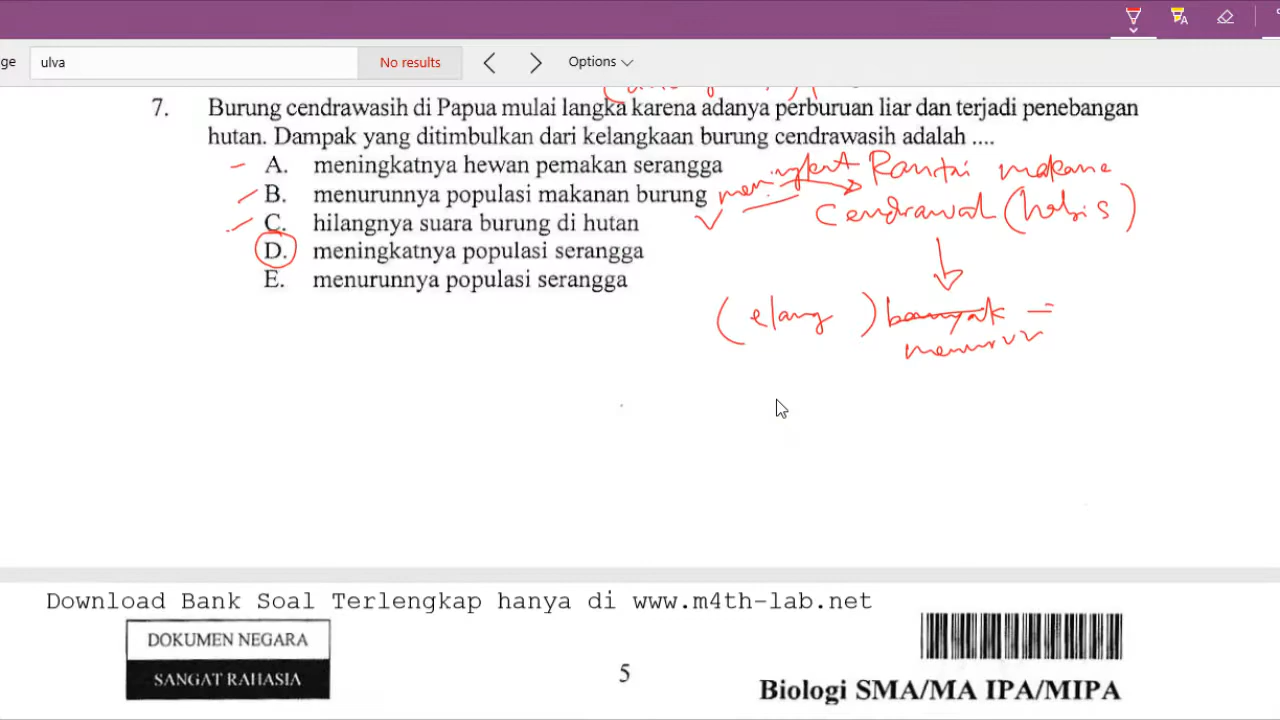 ge ulva No results Options
7. Burung cendrawasih di Papua mulai langka karena adanya perburuan liar dan terjadi penebangan
hutan. Dampak yang ditimbulkan dari kelangkaan burung cendrawasih adalah ....
A. meningkatnya hewan pemakan serangga
meningkat Rantai makana
B. menurunnya populasi makanan burung
Cendrawah (habis)
C. hilangnya suara burung di hutan
D. meningkatnya populasi serangga
E. menurunnya populasi serangga
(elang) banyak =
menurun
Download Bank Soal Terlengkap hanya di www.m4th-lab.net
DOKUMEN NEGARA
SANGAT RAHASIA
5
Biologi SMA/MA IPA/MIPA